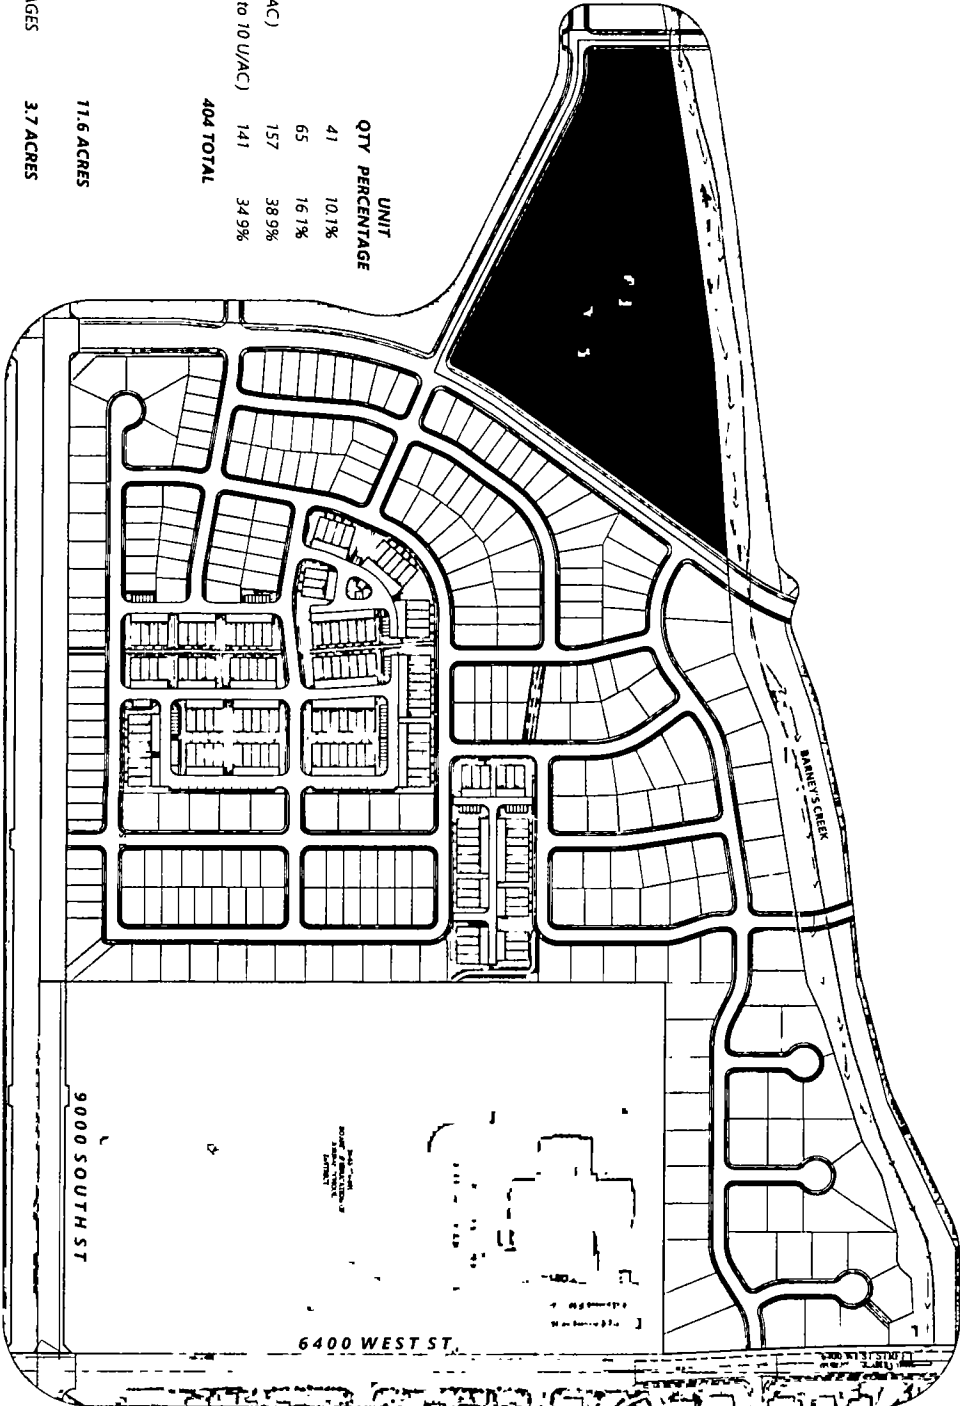 UNIT
QTY PERCENTAGE
41 10.1%
65 16.1%
AC) 157 38.9%
to 10 U/AC) 141 34.9%
404 TOTAL
11.6 ACRES
AGES 3.7 ACRES
BARNEY'S CREEK
9000 SOUTH ST
6400 WEST ST.